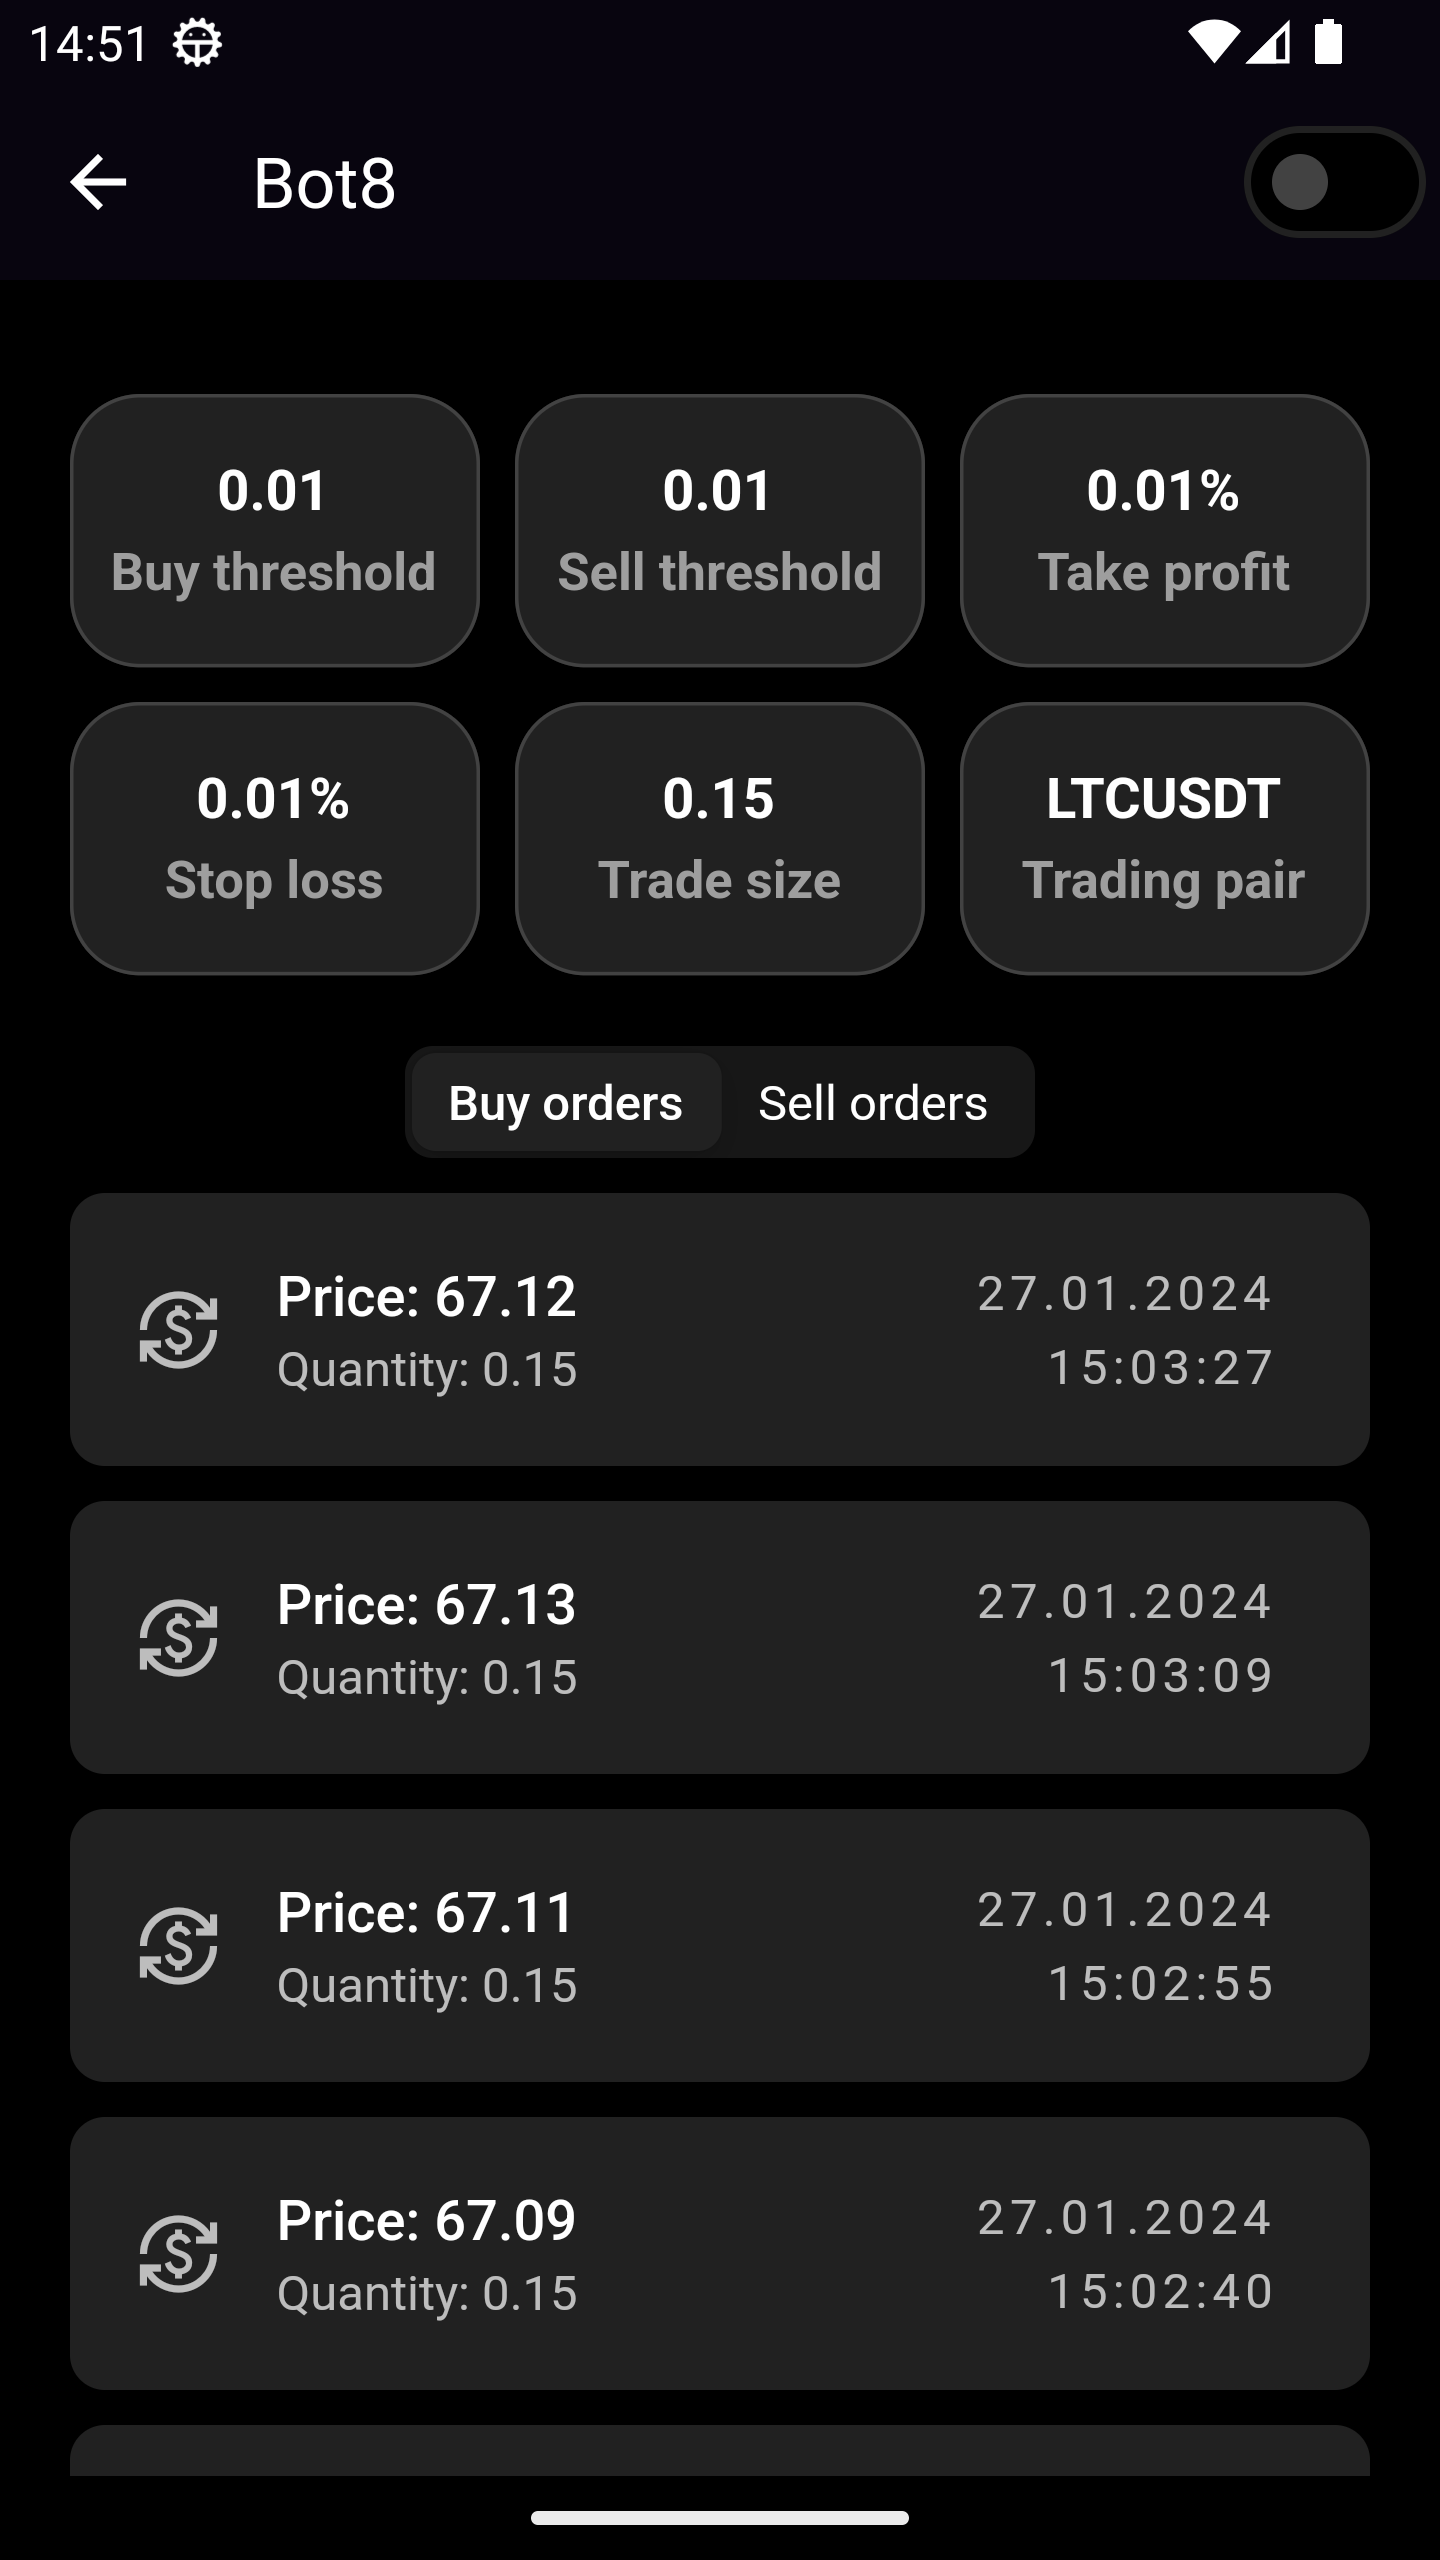 14:51
Bot8
0.01
Buy threshold
0.01
Sell threshold
0.01%
Take profit
0.01%
Stop loss
0.15
Trade size
LTCUSDT
Trading pair
Buy orders
Sell orders
Price: 67.12
Quantity: 0.15
27.01.2024
15:03:27
Price: 67.13
Quantity: 0.15
27.01.2024
15:03:09
Price: 67.11
Quantity: 0.15
27.01.2024
15:02:55
Price: 67.09
Quantity: 0.15
27.01.2024
15:02:40